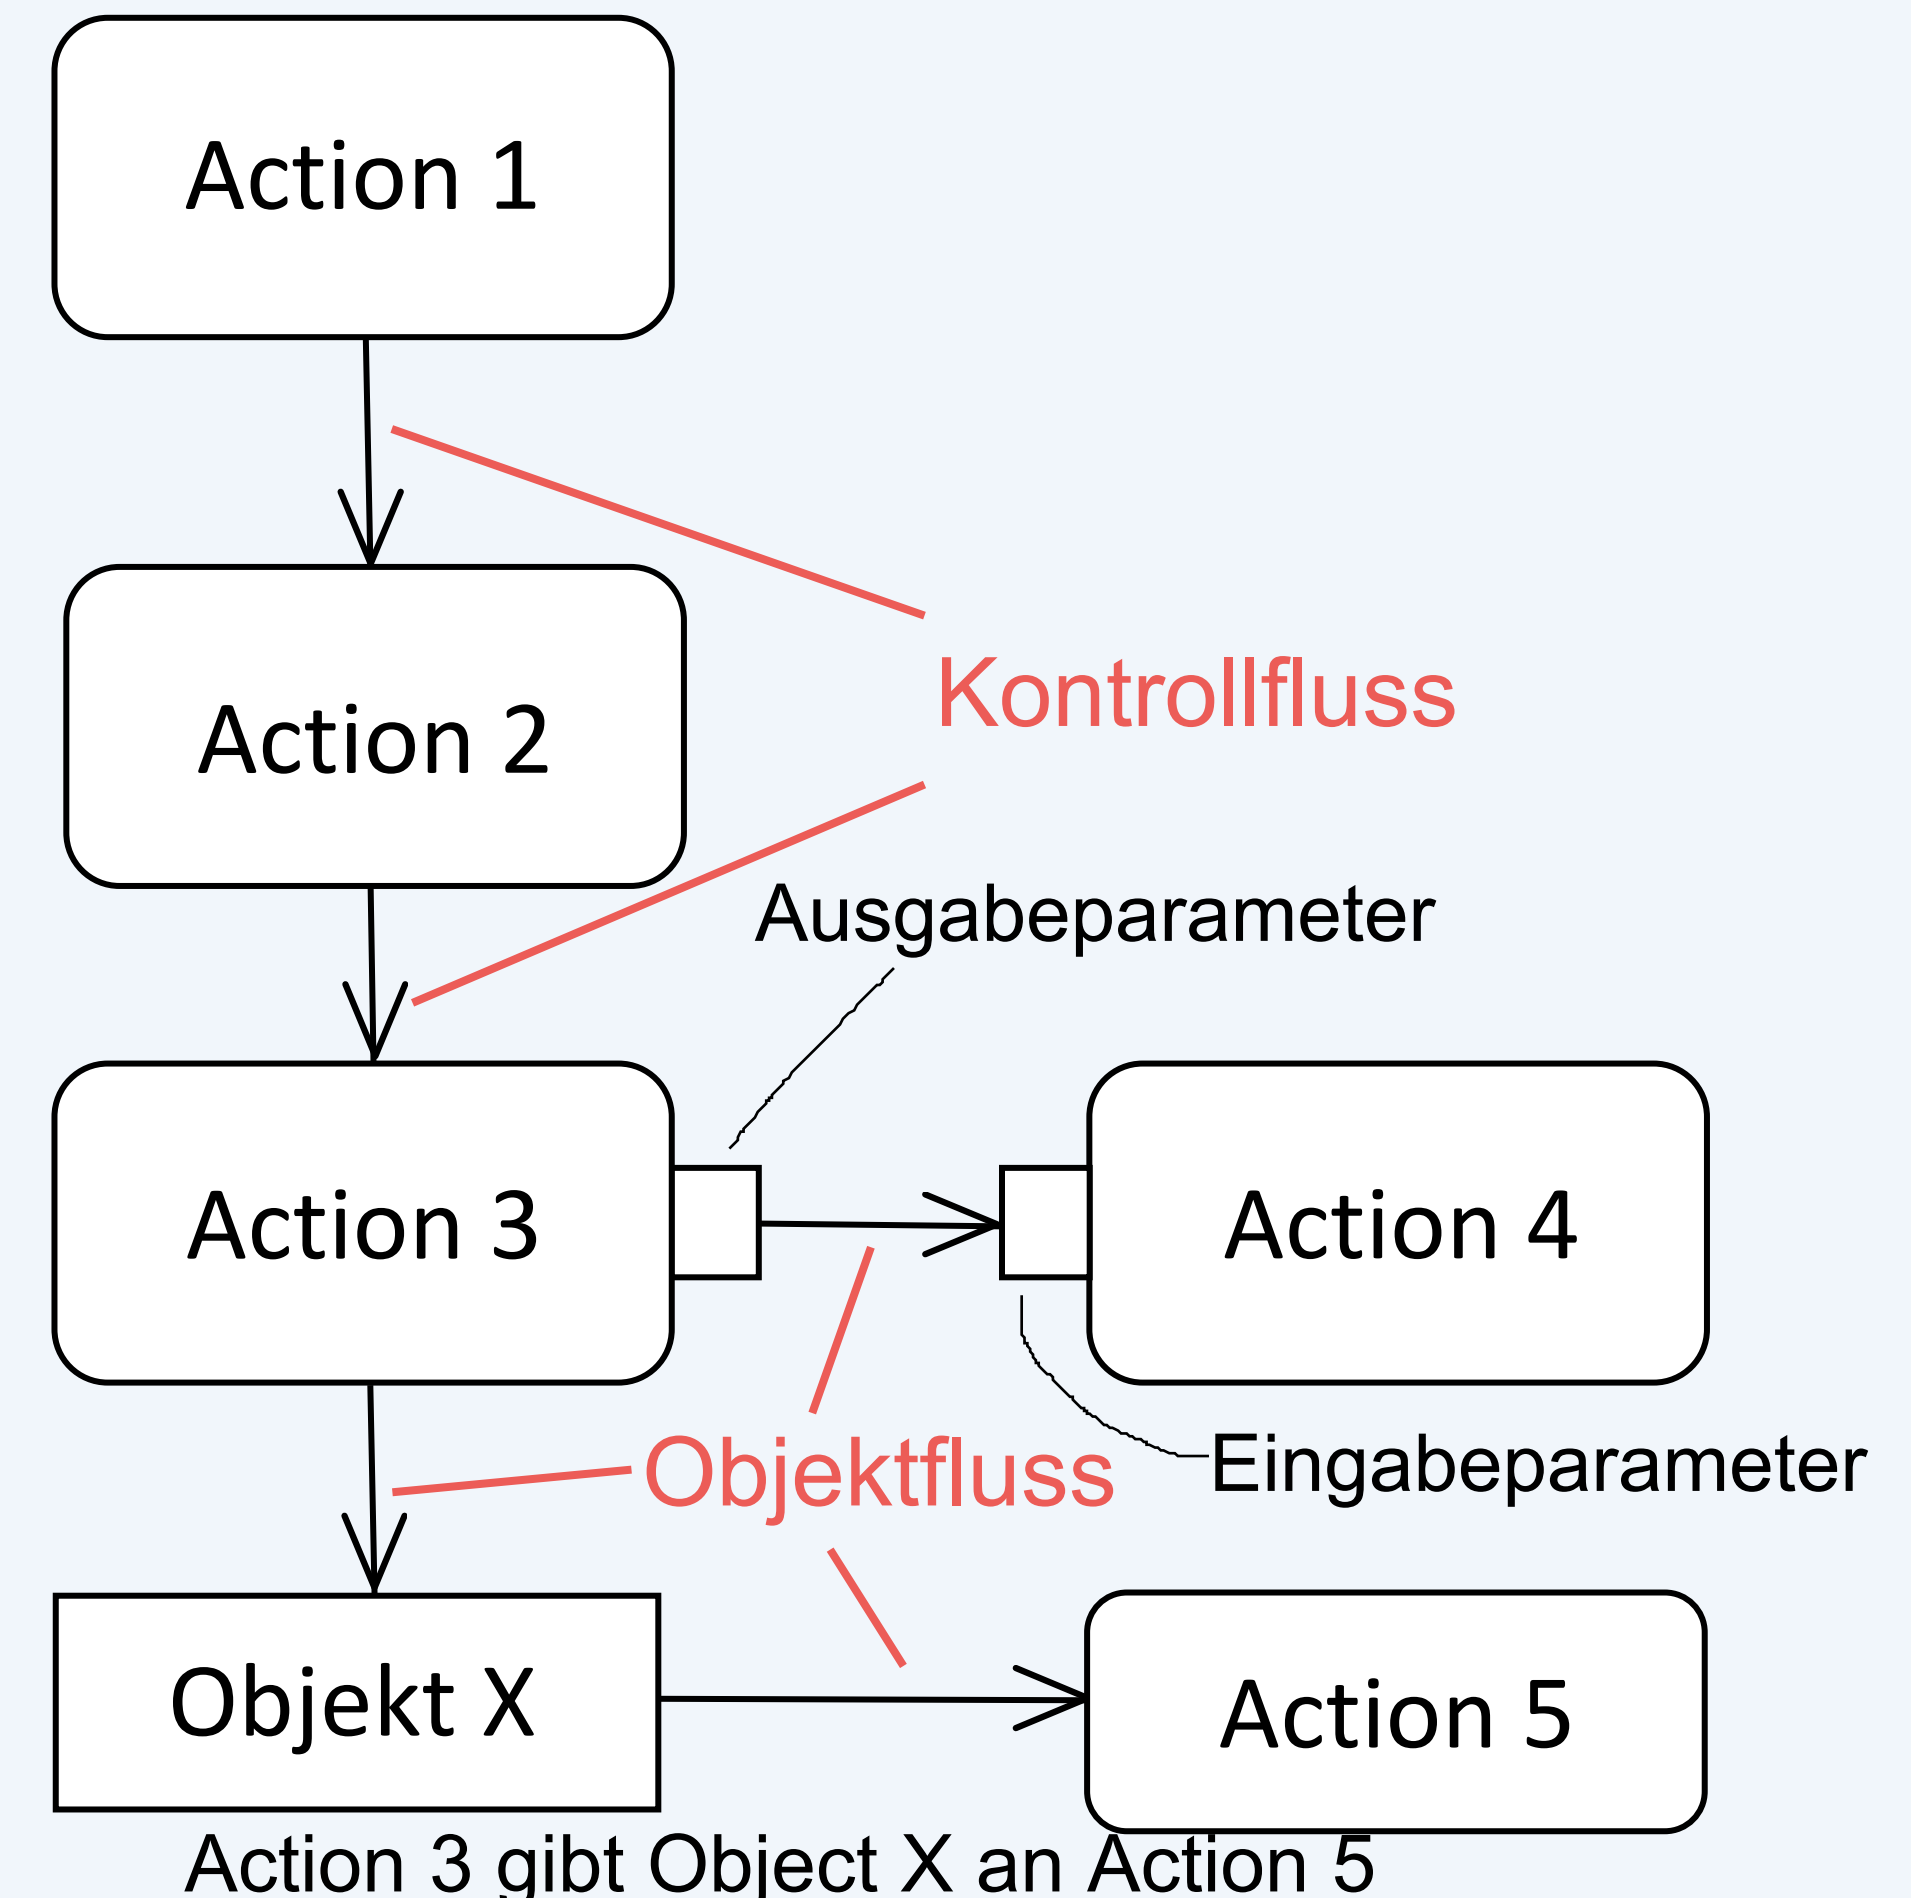 Action 1
Action 2
Kontrollfluss
Ausgabeparameter
Action 3
Action 4
Objektfluss
Eingabeparameter
Objekt X
Action 5
Action 3 gibt Object X an Action 5